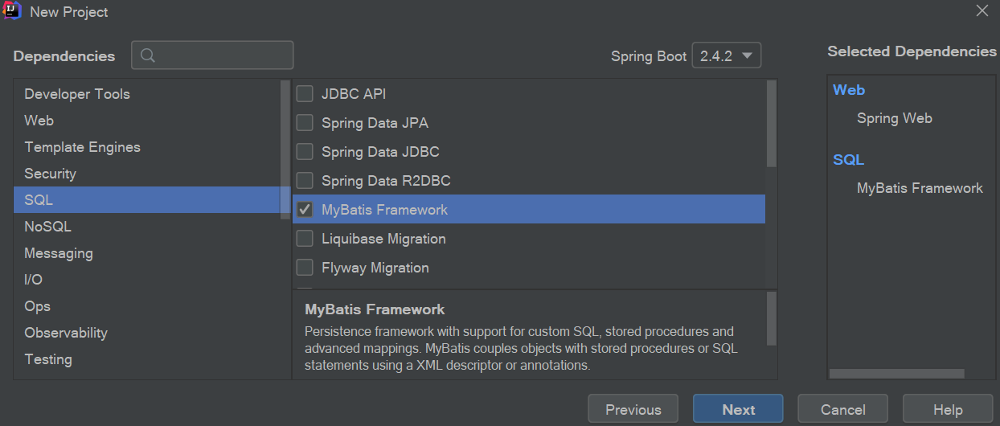 New Project
Dependencies
Spring Boot 2.4.2
Selected Dependencies
Developer Tools
Web
Template Engines
Security
SQL
NoSQL
Messaging
I/O
Ops
Observability
Testing
JDBC API
Spring Data JPA
Spring Data JDBC
Spring Data R2DBC
MyBatis Framework
Liquibase Migration
Flyway Migration
MyBatis Framework
Persistence framework with support for custom SQL, stored procedures and
advanced mappings. MyBatis couples objects with stored procedures or SQL
statements using a XML descriptor or annotations.
Web
Spring Web
SQL
MyBatis Framework
Previous
Next
Cancel
Help